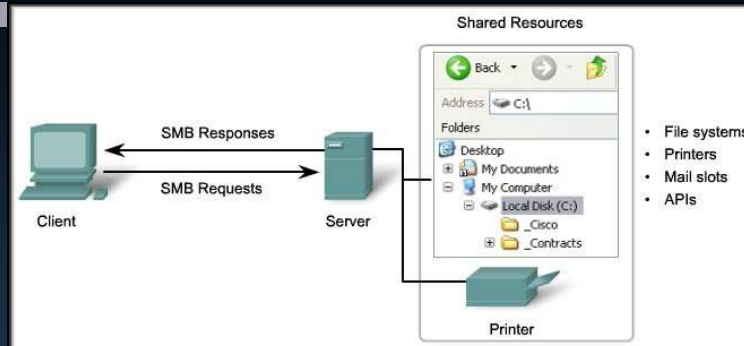 Shared Resources
Back
Address C:\
Folders
Desktop
My Documents
My Computer
Local Disk (C:)
_Cisco
_Contracts
Printer
SMB Responses
SMB Requests
Client
Server
• File systems
• Printers
• Mail slots
• APIs